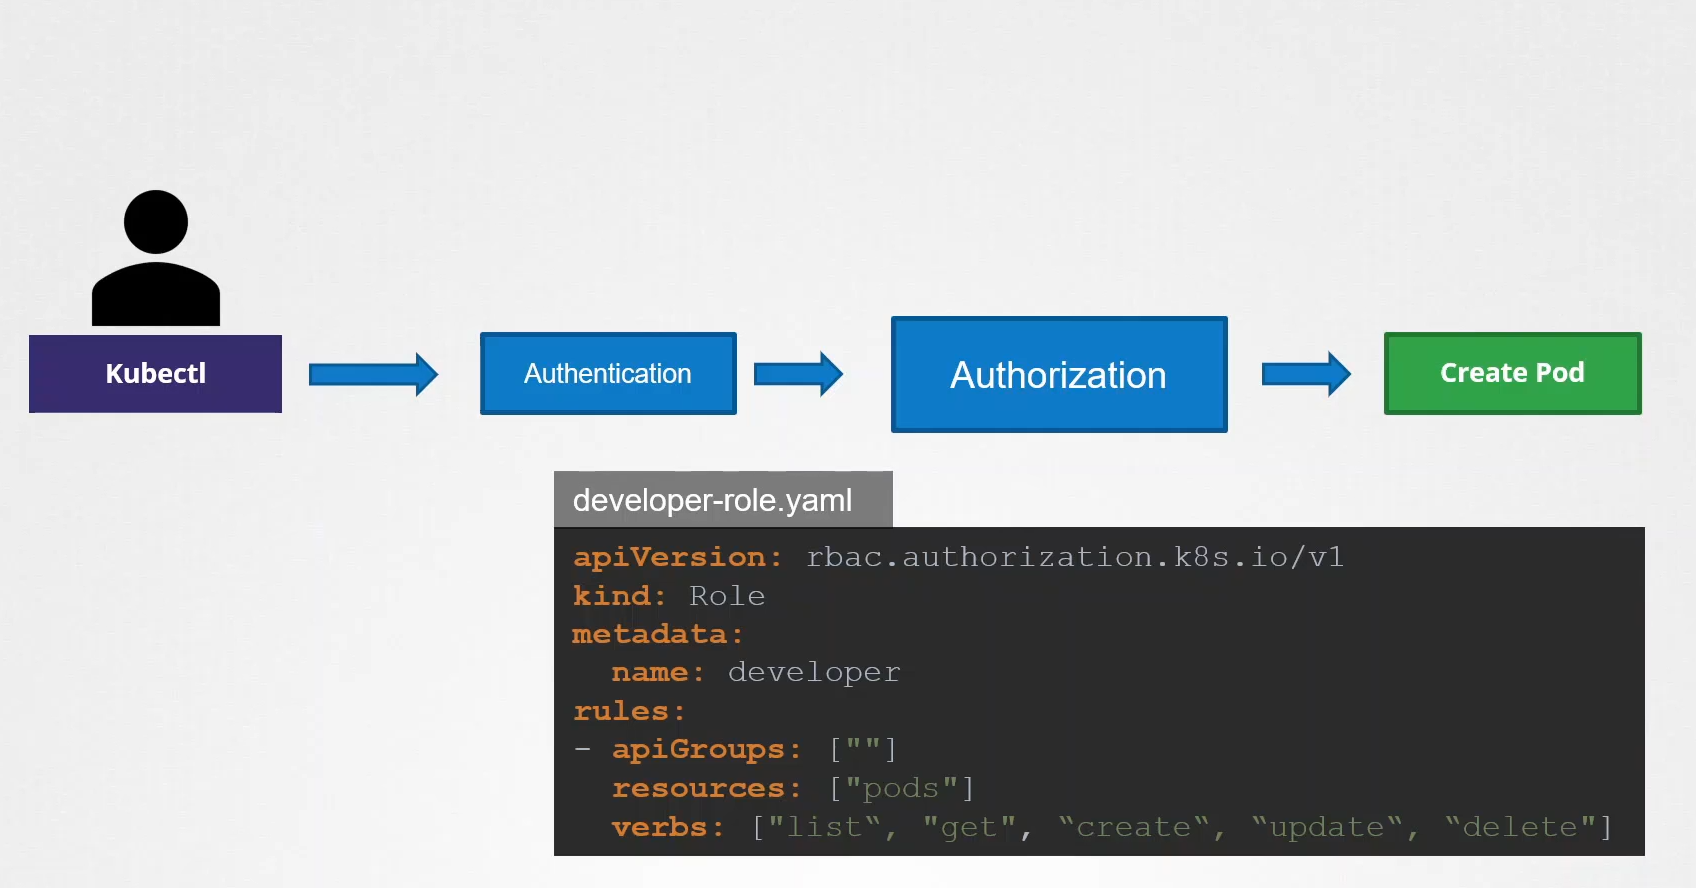 Kubectl
Authentication
Authorization
Create Pod
developer-role.yaml
apiVersion: rbac.authorization.k8s.io/v1
kind: Role
metadata:
  name: developer
rules:
- apiGroups: [""]
  resources: ["pods"]
  verbs: ["list“, "get", “create“, “update“, “delete"]